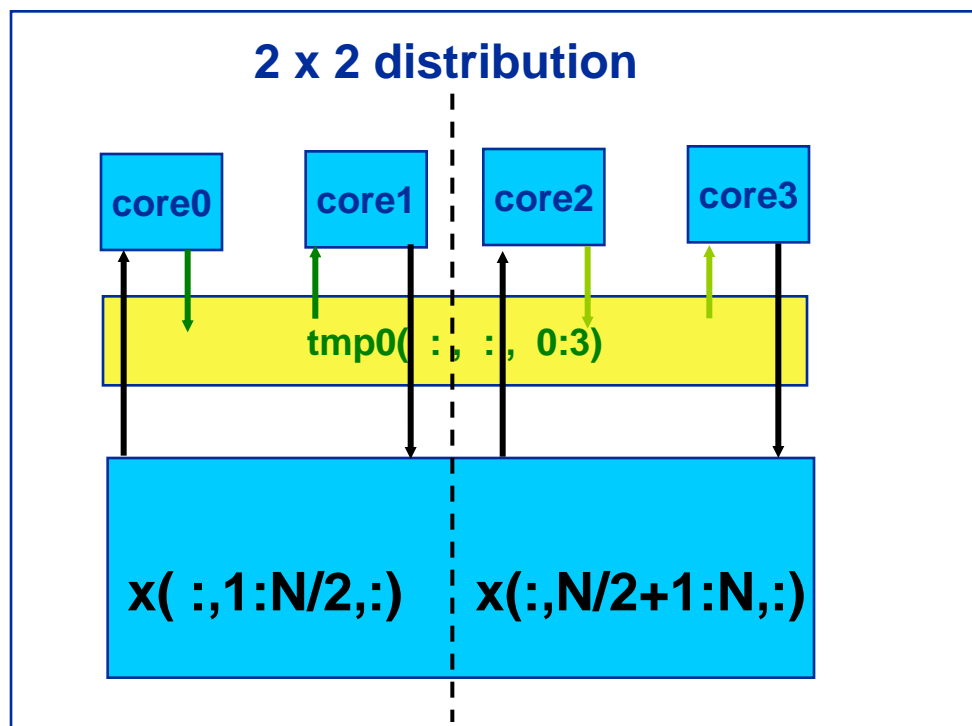 2 x 2 distribution
core0 core1 core2 core3
tmp0( : , : , 0:3)
x( :,1:N/2,:) x(:,N/2+1:N,:)